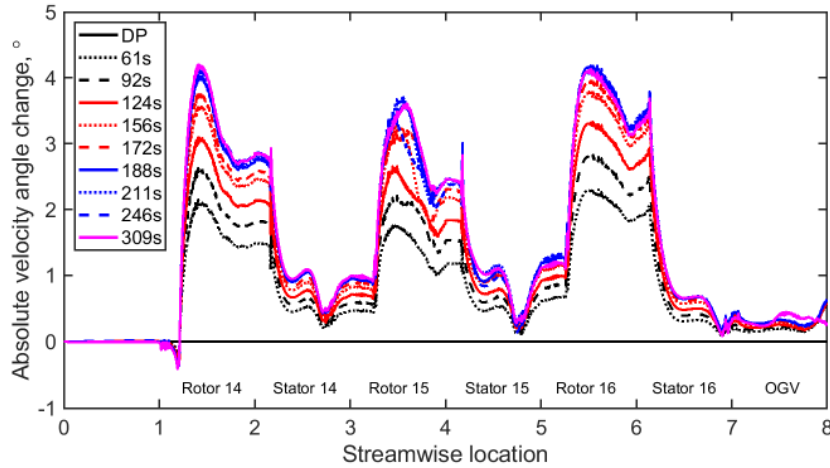 Absolute velocity angle change, °
5
4
3
2
1
0
-1
DP
61s
92s
124s
156s
172s
188s
211s
246s
309s
Rotor 14 Stator 14 Rotor 15 Stator 15 Rotor 16 Stator 16 OGV
0 1 2 3 4 5 6 7 8
Streamwise location